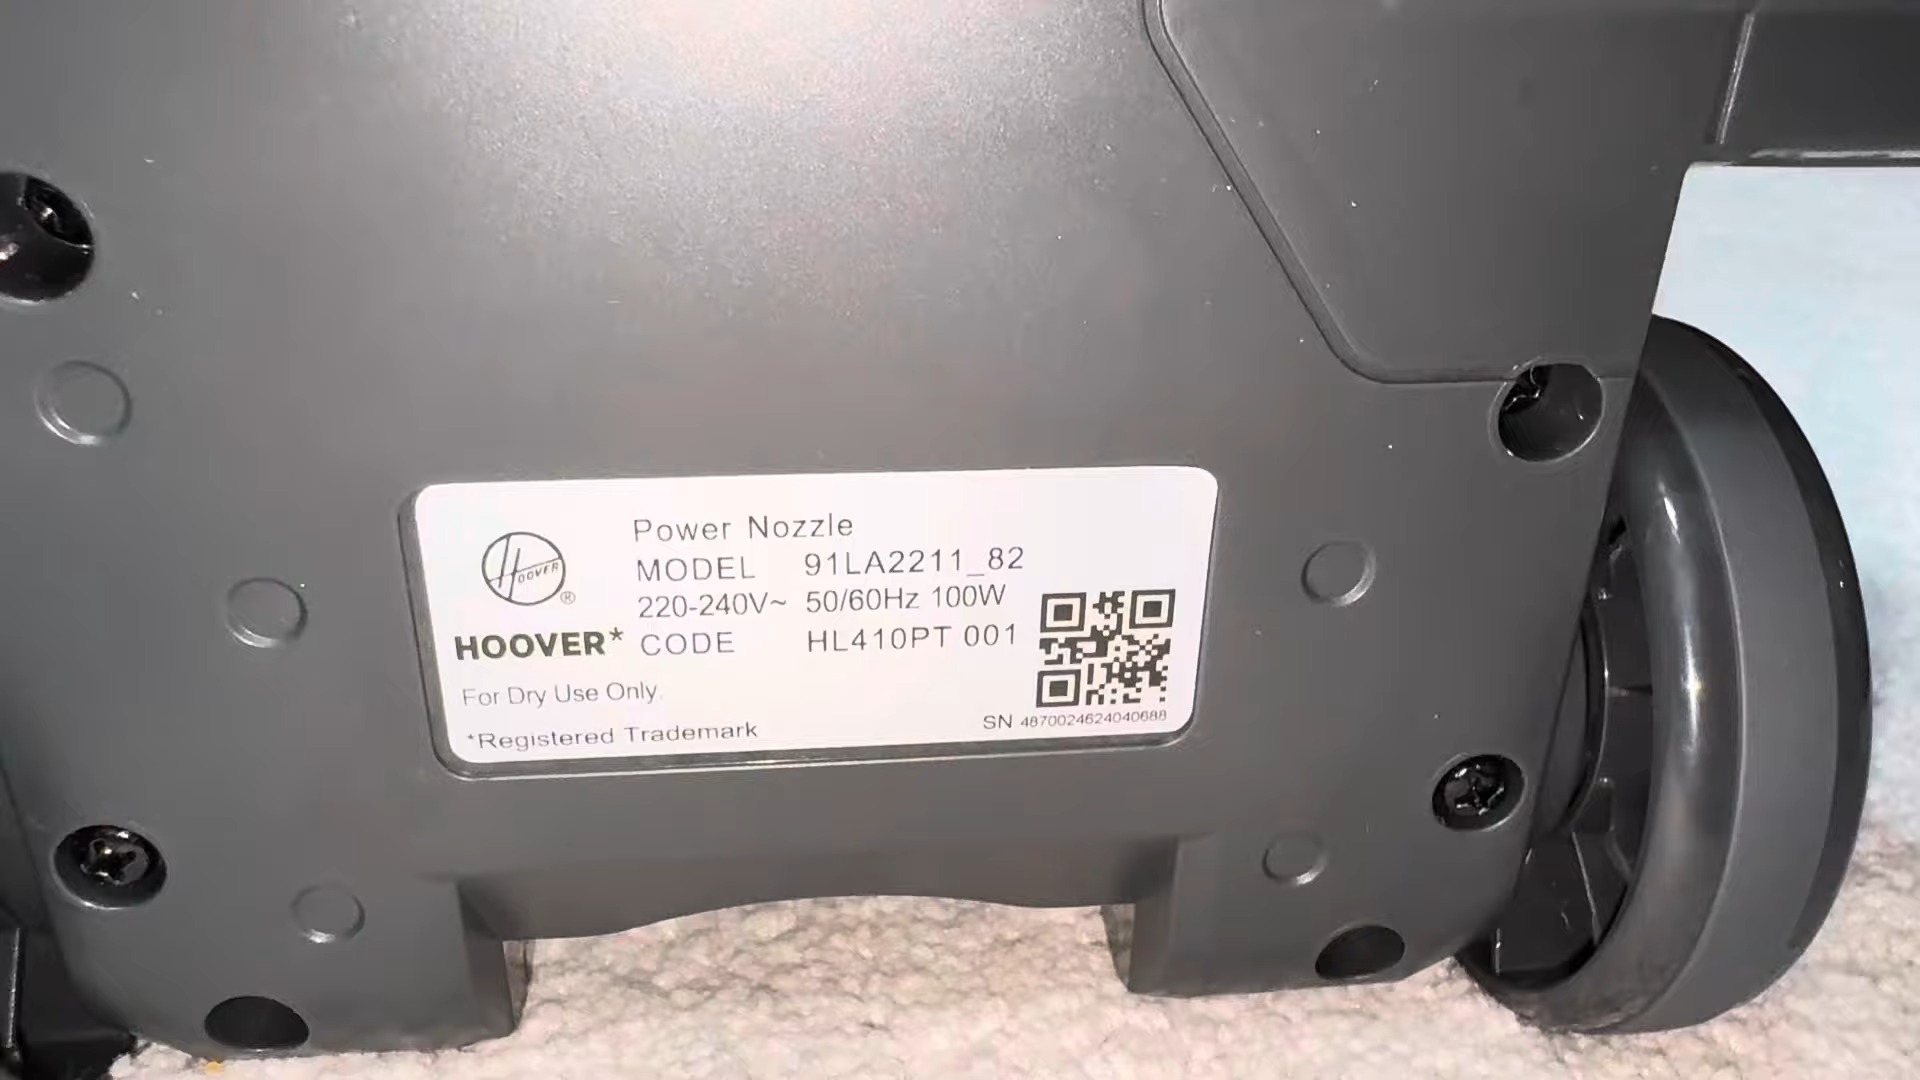 Power Nozzle
MODEL 91LA2211_82
220-240V~ 50/60Hz 100W
HOOVER ®
HOOVER* CODE HL410PT 001
For Dry Use Only.
*Registered Trademark
SN 4870024624040688